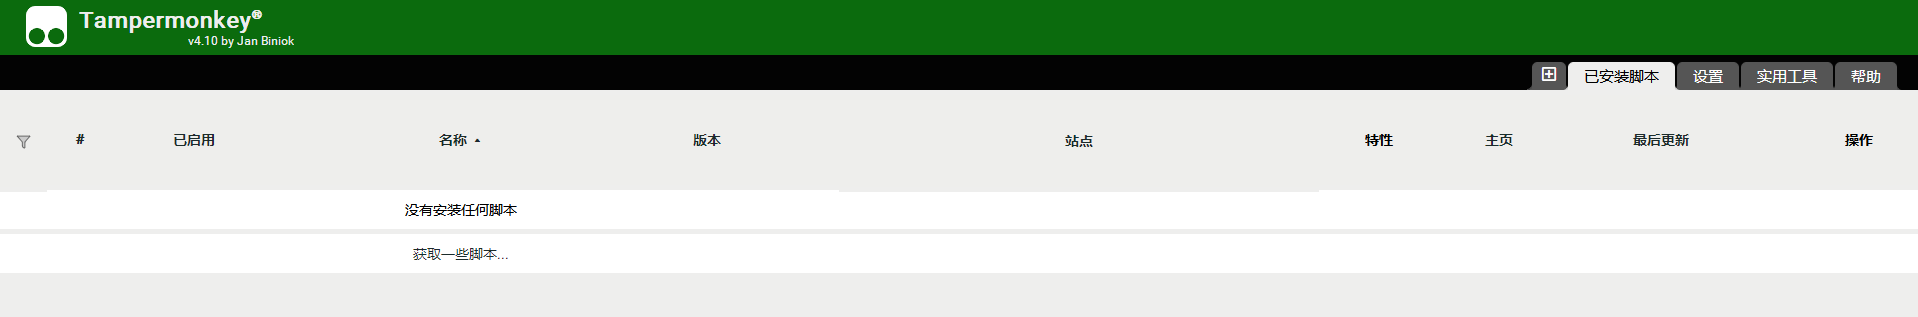 Tampermonkey®
v4.10 by Jan Biniok
已安装脚本 设置 实用工具 帮助
# 已启用 名称 版本 站点 特性 主页 最后更新 操作
没有安装任何脚本
获取一些脚本...